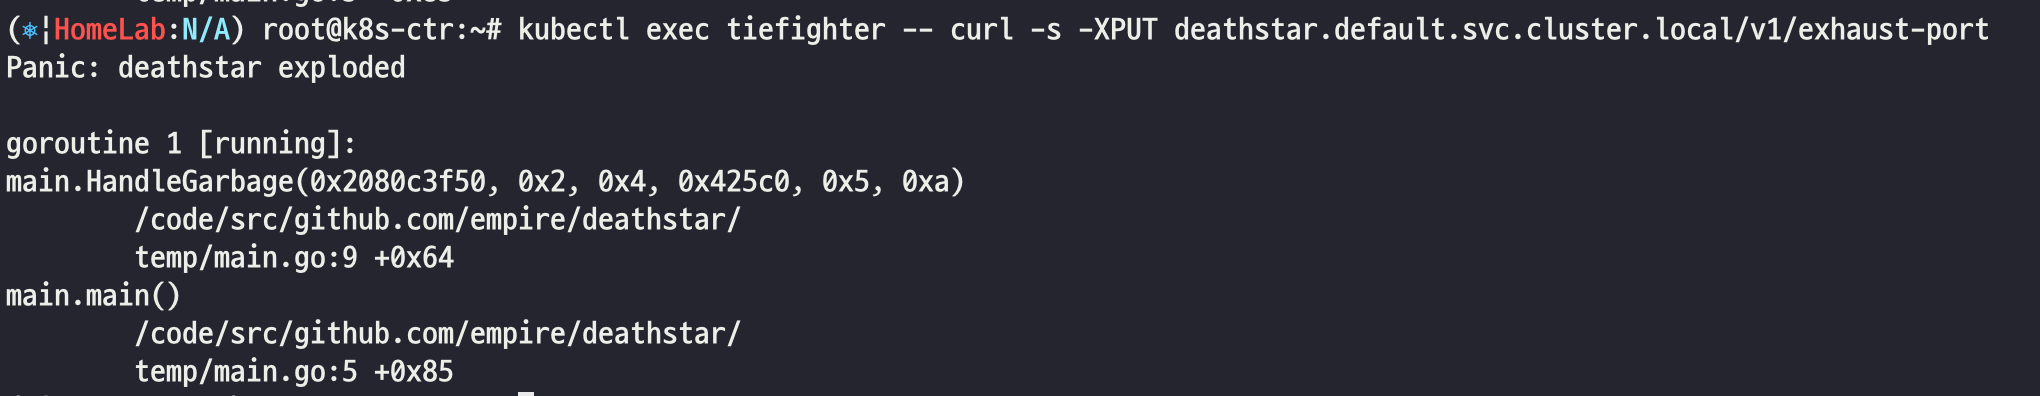 (⎈|HomeLab:N/A) root@k8s-ctr:~# kubectl exec tiefighter -- curl -s -XPUT deathstar.default.svc.cluster.local/v1/exhaust-port
Panic: deathstar exploded
goroutine 1 [running]:
main.HandleGarbage(0x2080c3f50, 0x2, 0x4, 0x425c0, 0x5, 0xa)
/code/src/github.com/empire/deathstar/
temp/main.go:9 +0x64
main.main()
/code/src/github.com/empire/deathstar/
temp/main.go:5 +0x85